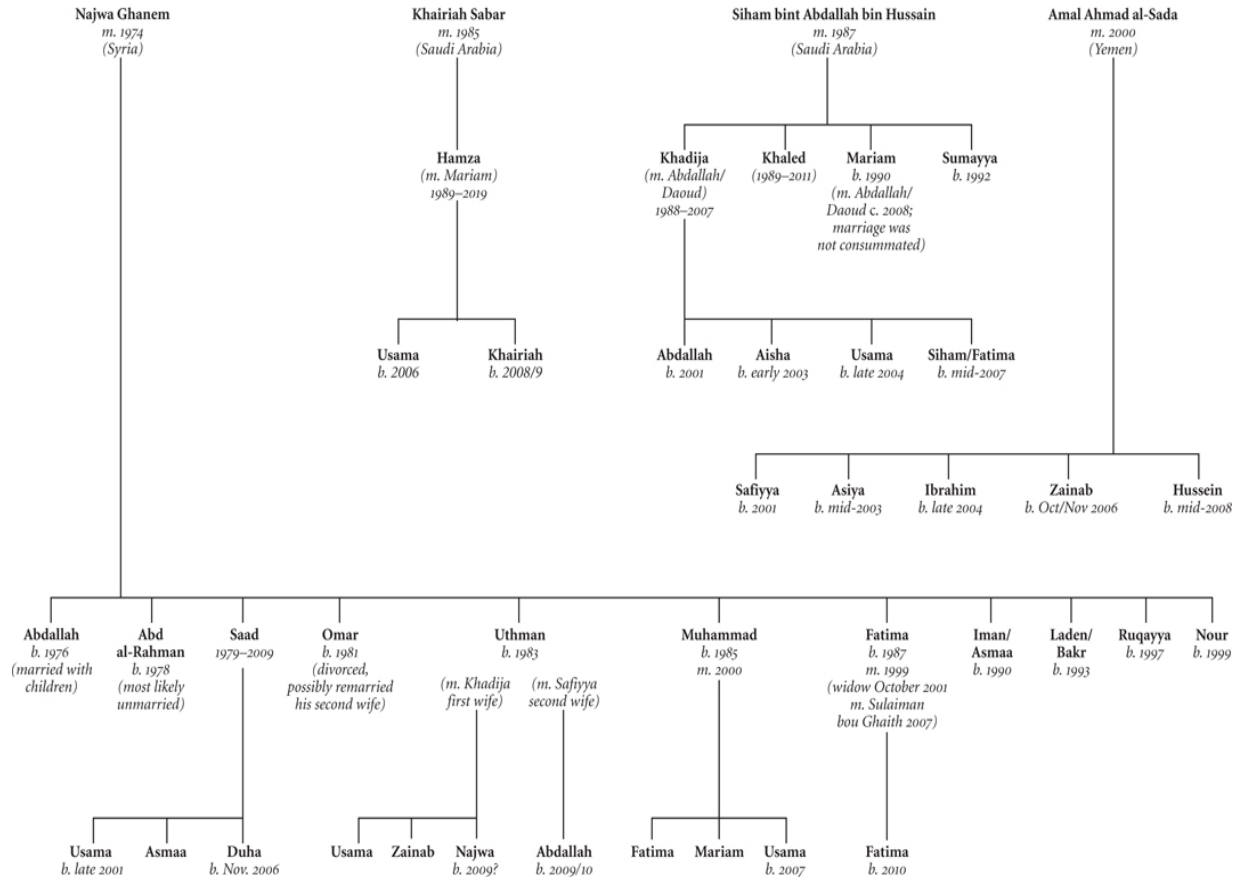 Najwa Ghanem
m. 1974
(Syria)
Khairiah Sabar
m. 1985
(Saudi Arabia)
Siham bint Abdallah bin Hussain
m. 1987
(Saudi Arabia)
Amal Ahmad al-Sada
m. 2000
(Yemen)
Hamza
(m. Mariam)
1989–2019
Khadija
(m. Abdallah/
Daoud)
1988–2007
Khaled
(1989–2011)
Mariam
b. 1990
(m. Abdallah/
Daoud c. 2008;
marriage was
not consummated)
Sumayya
b. 1992
Usama
b. 2006
Khairiah
b. 2008/9
Abdallah
b. 2001
Aisha
b. early 2003
Usama
b. late 2004
Siham/Fatima
b. mid-2007
Safiyya
b. 2001
Asiya
b. mid-2003
Ibrahim
b. late 2004
Zainab
b. Oct/Nov 2006
Hussein
b. mid-2008
Abdallah
b. 1976
(married with
children)
Abd
al-Rahman
b. 1978
(most likely
unmarried)
Saad
1979–2009
Omar
b. 1981
(divorced,
possibly remarried
his second wife)
Uthman
b. 1983
(m. Khadija
first wife)
(m. Safiyya
second wife)
Muhammad
b. 1985
m. 2000
Fatima
b. 1987
m. 1999
(widow October 2001
m. Sulaiman
bou Ghaith 2007)
Iman/
Asmaa
b. 1990
Laden/
Bakr
b. 1993
Ruqayya
b. 1997
Nour
b. 1999
Usama
b. late 2001
Asmaa
Duha
b. Nov. 2006
Usama
Zainab
Najwa
b. 2009?
Abdallah
b. 2009/10
Fatima
Mariam
Usama
b. 2007
Fatima
b. 2010